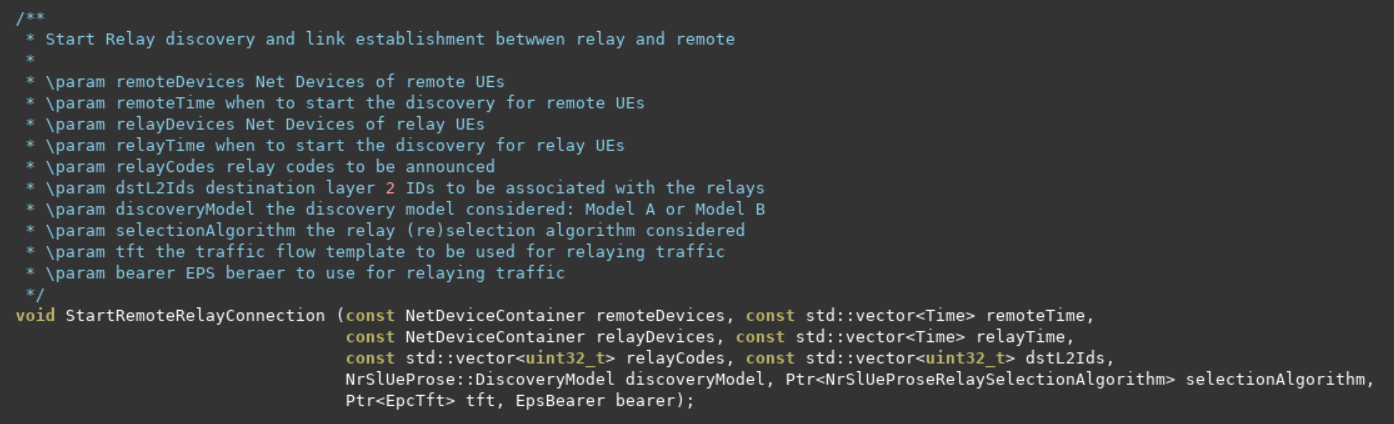 /**
 * Start Relay discovery and link establishment betwwen relay and remote
 *
 * \param remoteDevices Net Devices of remote UEs
 * \param remoteTime when to start the discovery for remote UEs
 * \param relayDevices Net Devices of relay UEs
 * \param relayTime when to start the discovery for relay UEs
 * \param relayCodes relay codes to be announced
 * \param dstL2Ids destination layer 2 IDs to be associated with the relays
 * \param discoveryModel the discovery model considered: Model A or Model B
 * \param selectionAlgorithm the relay (re)selection algorithm considered
 * \param tft the traffic flow template to be used for relaying traffic
 * \param bearer EPS beraer to use for relaying traffic
 */
void StartRemoteRelayConnection (const NetDeviceContainer remoteDevices, const std::vector<Time> remoteTime,
                                 const NetDeviceContainer relayDevices, const std::vector<Time> relayTime,
                                 const std::vector<uint32_t> relayCodes, const std::vector<uint32_t> dstL2Ids,
                                 NrSlUeProse::DiscoveryModel discoveryModel, Ptr<NrSlUeProseRelaySelectionAlgorithm> selectionAlgorithm,
                                 Ptr<EpcTft> tft, EpsBearer bearer);